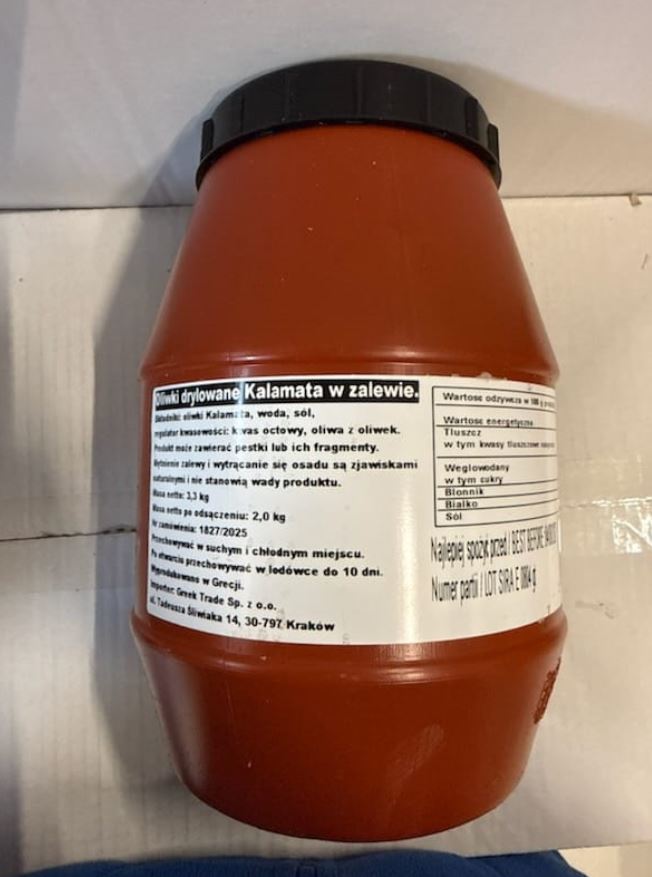 Oliwki drylowane Kalamata w zalewie.
Składniki: oliwki Kalamata, woda, sól,
regulator kwasowości: kwas octowy, oliwa z oliwek.
Produkt może zawierać pestki lub ich fragmenty.
Mętnienie zalewy i wytrącanie się osadu są zjawiskami
naturalnymi i nie stanowią wady produktu.
Masa netto: 3,3 kg
Masa netto po odsączeniu: 2,0 kg
Nr zamówienia: 1827/2025
Przechowywać w suchym i chłodnym miejscu.
Po otwarciu przechowywać w lodówce do 10 dni.
Wyprodukowano w Grecji.
Importer: Greek Trade Sp. z o.o.
ul. Tadeusza Śliwiaka 14, 30-797 Kraków
Wartość odżywcza w 100 g
Wartość energetyczna
Tłuszcz
w tym kwasy tłuszczowe
Węglowodany
w tym cukry
Błonnik
Białko
Sól
Najlepiej spożyć przed / BEST BEFORE
Numer partii / LOT